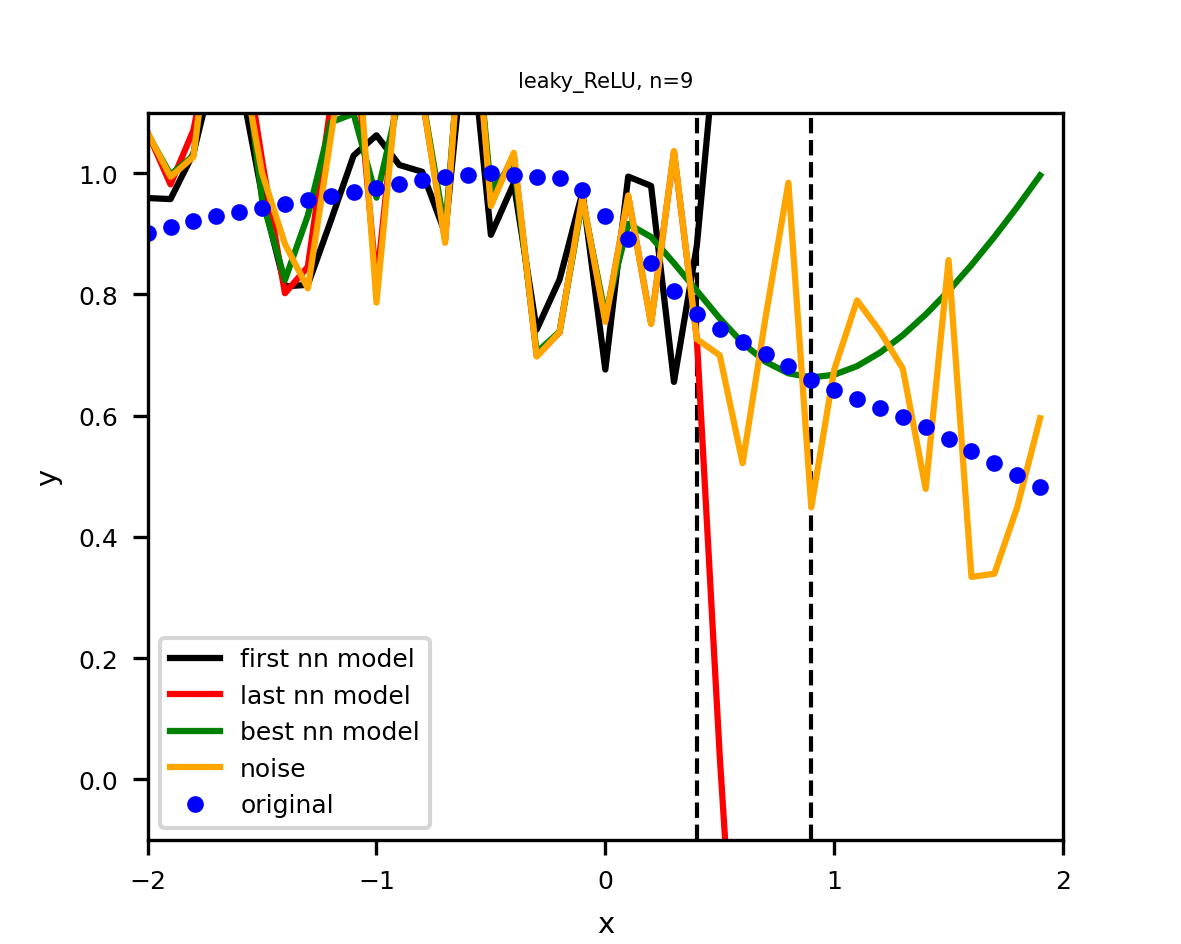 leaky_ReLU, n=9
y
1.0
0.8
0.6
0.4
0.2
0.0
first nn model
last nn model
best nn model
noise
original
−2
−1
0
1
2
x